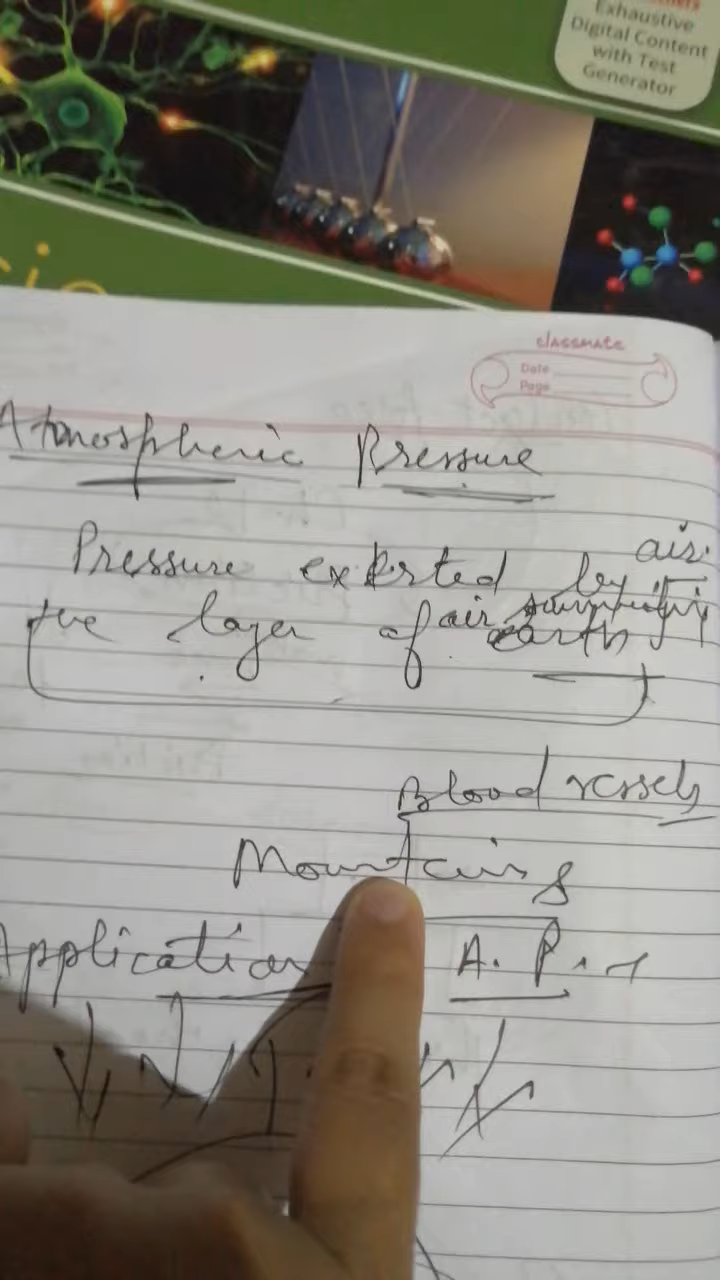 Exhaustive
Digital Content
with Test
Generator
classmate
Date
Page
Atmospheric Pressure
Pressure exerted by air.
the layer of air surrounding
earth
Blood vessels
Mountains
Application A. P.